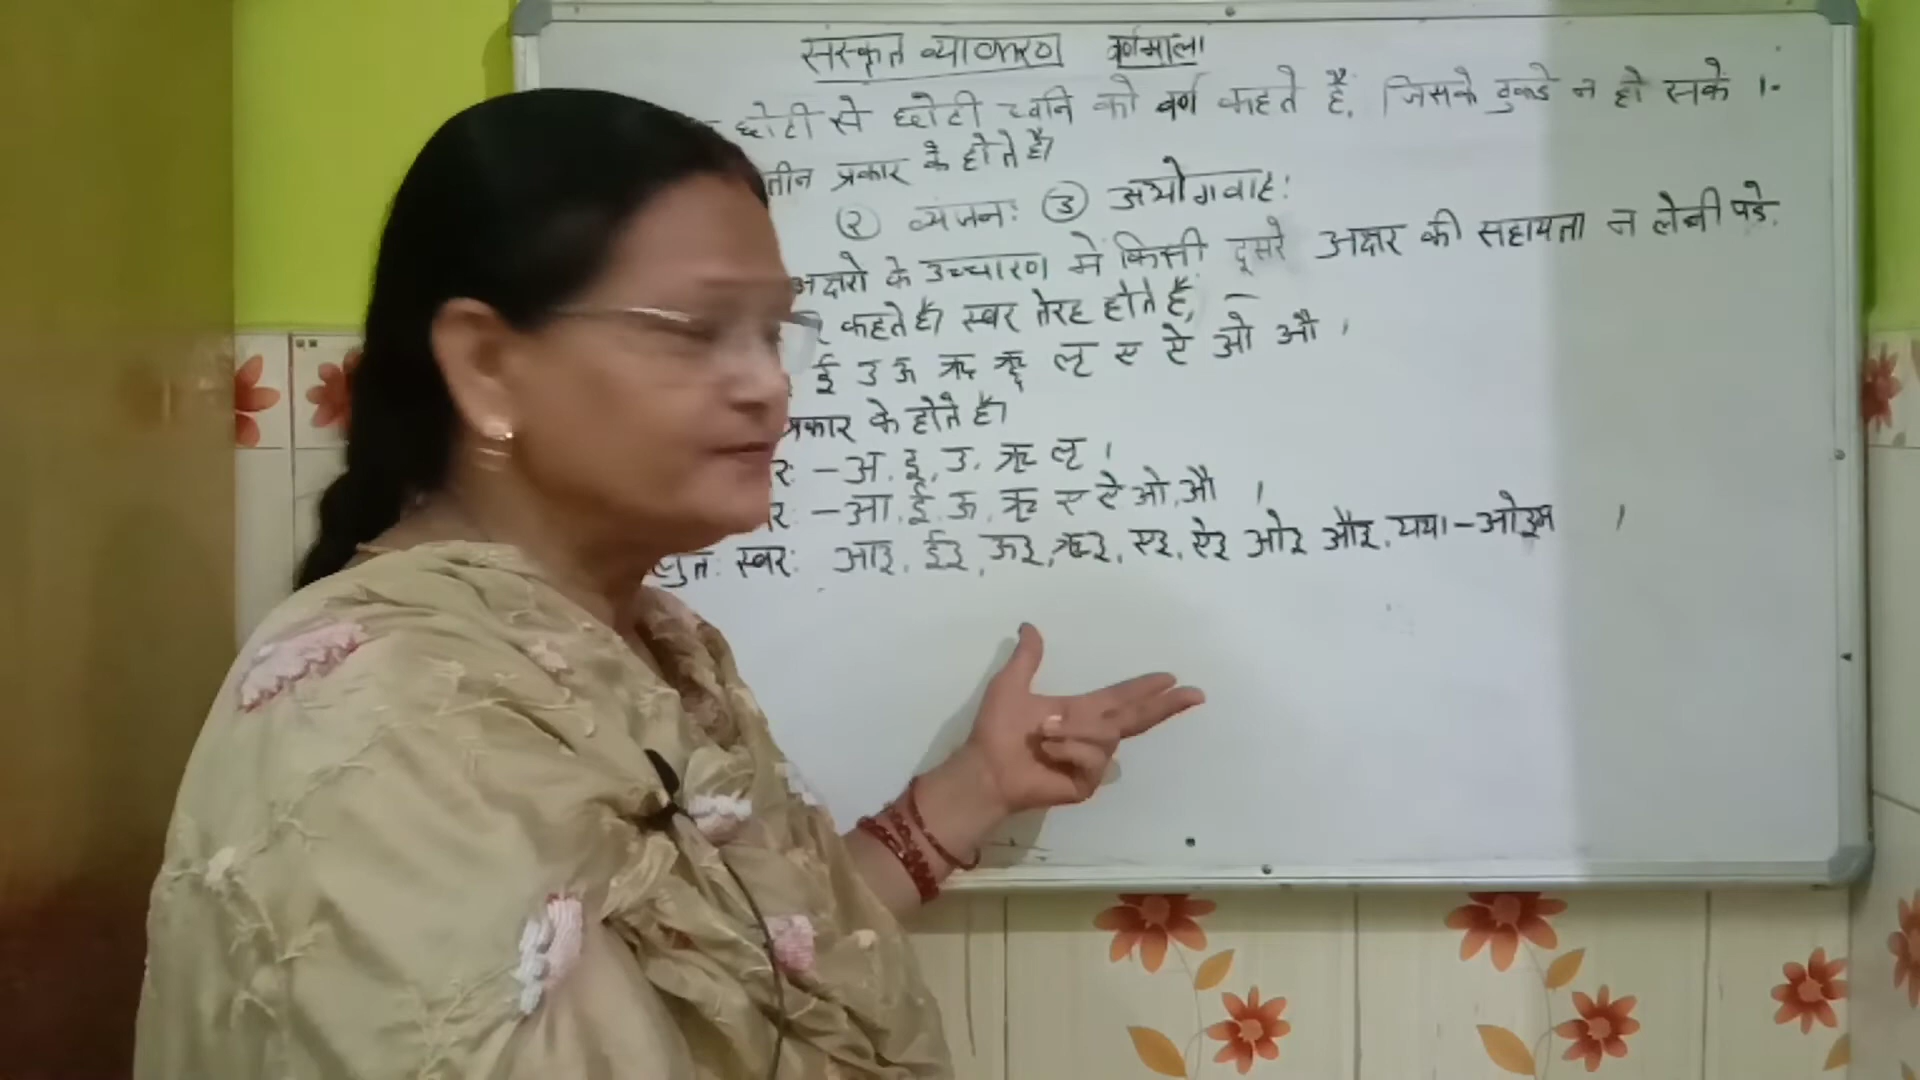 संस्कृत व्याकरण वर्णमाला
छोटी से छोटी ध्वनि को वर्ण कहते हैं, जिसके टुकडे न हो सके ।-
तीन प्रकार के होते है।
② व्यंजनः ③ अयोगवाहः
अक्षरो के उच्चारण में किसी दूसरे अक्षर की सहायता न लेनी पडे.
कहते है। स्वर तेरह होते हैं,
ई उ ऊ ऋ ॠ लृ ए ऐ ओ औ ।
प्रकार के होते है।
रः - अ. इ. उ. ऋ लृ ।
रः - आ. ई. ऊ. ॠ ए ऐ ओ. औ ।
प्लुतः स्वरः आ३. ई३. ऊ३. ॠ३. ए३. ऐ३ ओ३ औ३. यथा - ओ३म ।